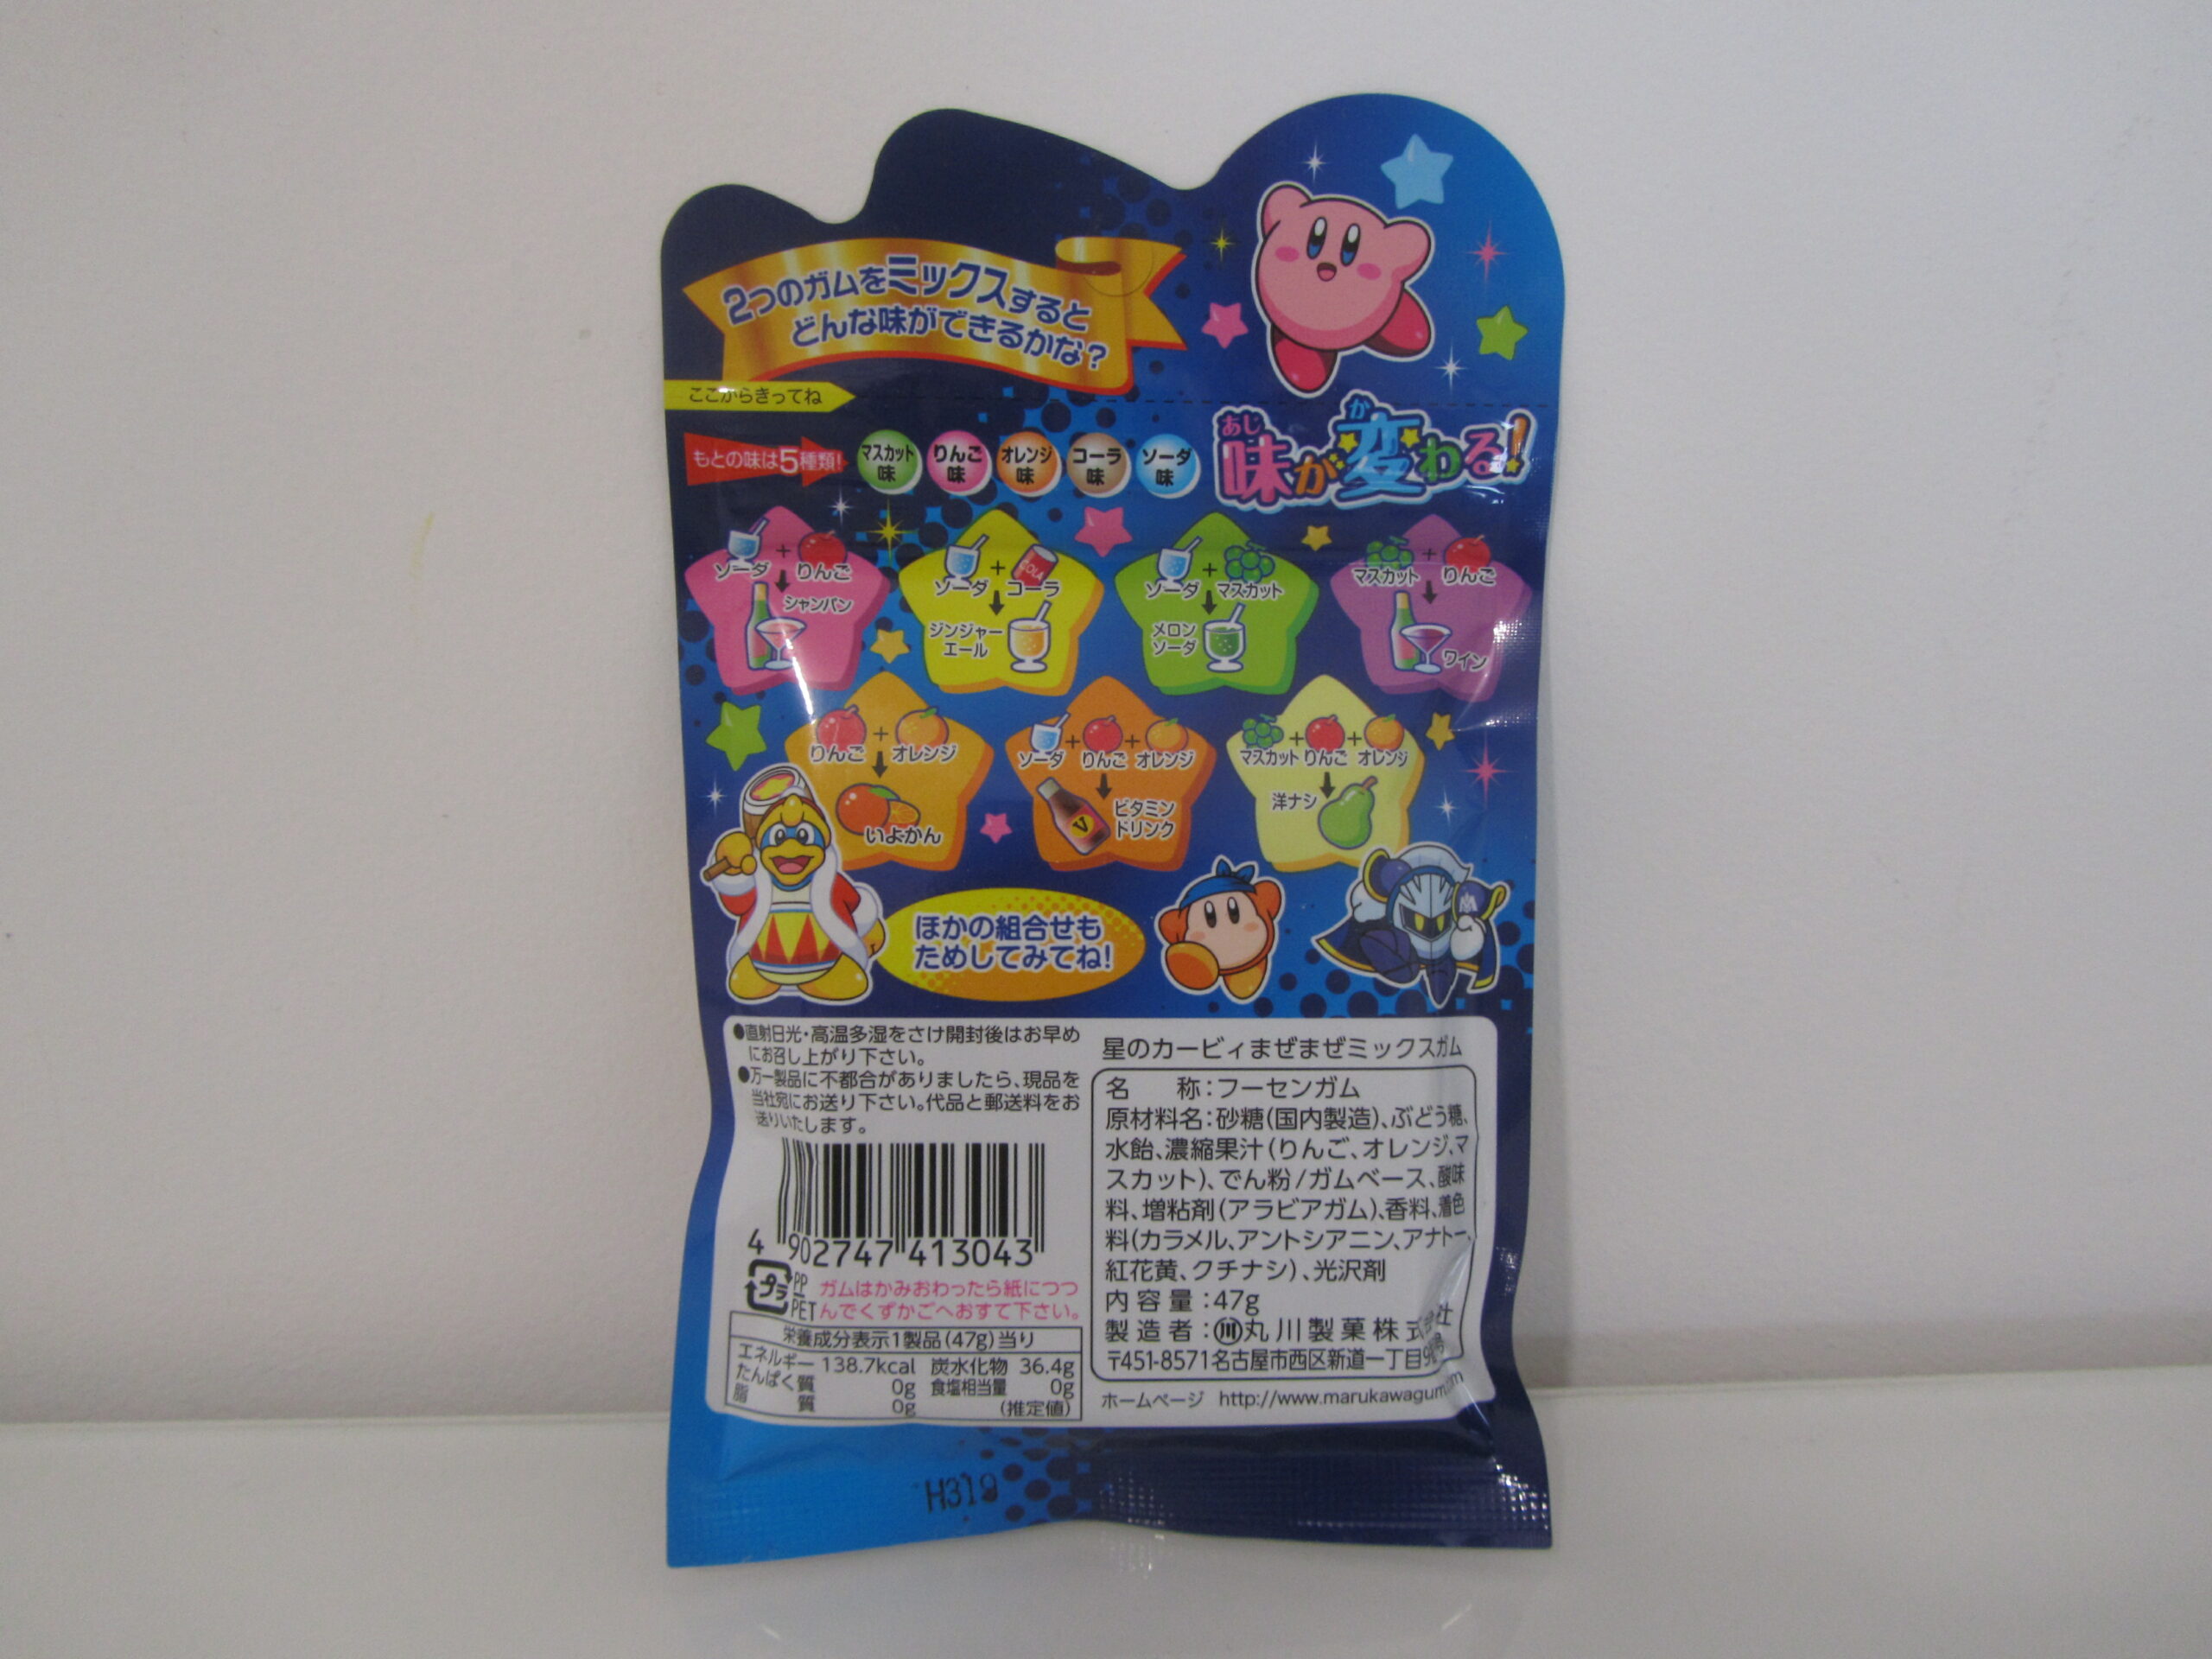 2つのガムをミックスすると
どんな味ができるかな?
ここからきってね
もとの味は5種類!
マスカット
味
りんご
味
オレンジ
味
コーラ
味
ソーダ
味
あじ
か
味が変わる!
ソーダ + りんご
シャンパン
COLA
ソーダ + コーラ
ジンジャー
エール
ソーダ + マスカット
メロン
ソーダ
マスカット + りんご
ワイン
りんご + オレンジ
いよかん
ソーダ + りんご + オレンジ
V
ビタミン
ドリンク
マスカット + りんご + オレンジ
洋ナシ
ほかの組合せも
ためしてみてね!
●直射日光・高温多湿をさけ開封後はお早め
にお召し上がり下さい。
●万一製品に不都合がありましたら、現品を
当社宛にお送り下さい。代品と郵送料をお
送りいたします。
4 902747 413043
プラ
PP
PET
ガムはかみおわったら紙につつ
んでくずかごへおすて下さい。
栄養成分表示1製品(47g)当り
エネルギー 138.7kcal 炭水化物 36.4g
たんぱく質 0g 食塩相当量 0g
脂質 0g (推定値)
星のカービィまぜまぜミックスガム
名 称:フーセンガム
原材料名:砂糖(国内製造)、ぶどう糖、
水飴、濃縮果汁(りんご、オレンジ、マ
スカット)、でん粉/ガムベース、酸味
料、増粘剤(アラビアガム)、香料、着色
料(カラメル、アントシアニン、アナトー、
紅花黄、クチナシ)、光沢剤
内容量:47g
製造者:川丸川製菓株式会社
〒451-8571名古屋市西区新道一丁目
ホームページ http://www.marukawagum
H319